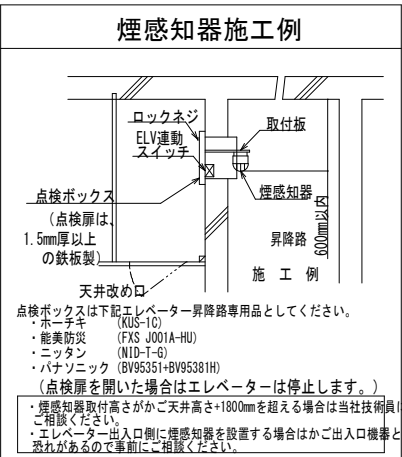 煙感知器施工例
ロックネジ
ELV連動
スイッチ
取付板
点検ボックス
煙感知器
(点検扉は、
1.5mm厚以上
の鉄板製)
昇降路
600mm以内
施工例
天井改め口
点検ボックスは下記エレベーター昇降路専用品としてください。
・ホーチキ (KUS-1C)
・能美防災 (FXS J001A-HU)
・ニッタン (NID-T-G)
・パナソニック (BV95351+BV95381H)
(点検扉を開いた場合はエレベーターは停止します。)
・煙感知器取付高さがかご天井高さ+1800mmを超える場合は当社技術員に
ご相談ください。
・エレベーター出入口側に煙感知器を設置する場合はかご出入口機器と
恐れがあるので事前にご相談ください。